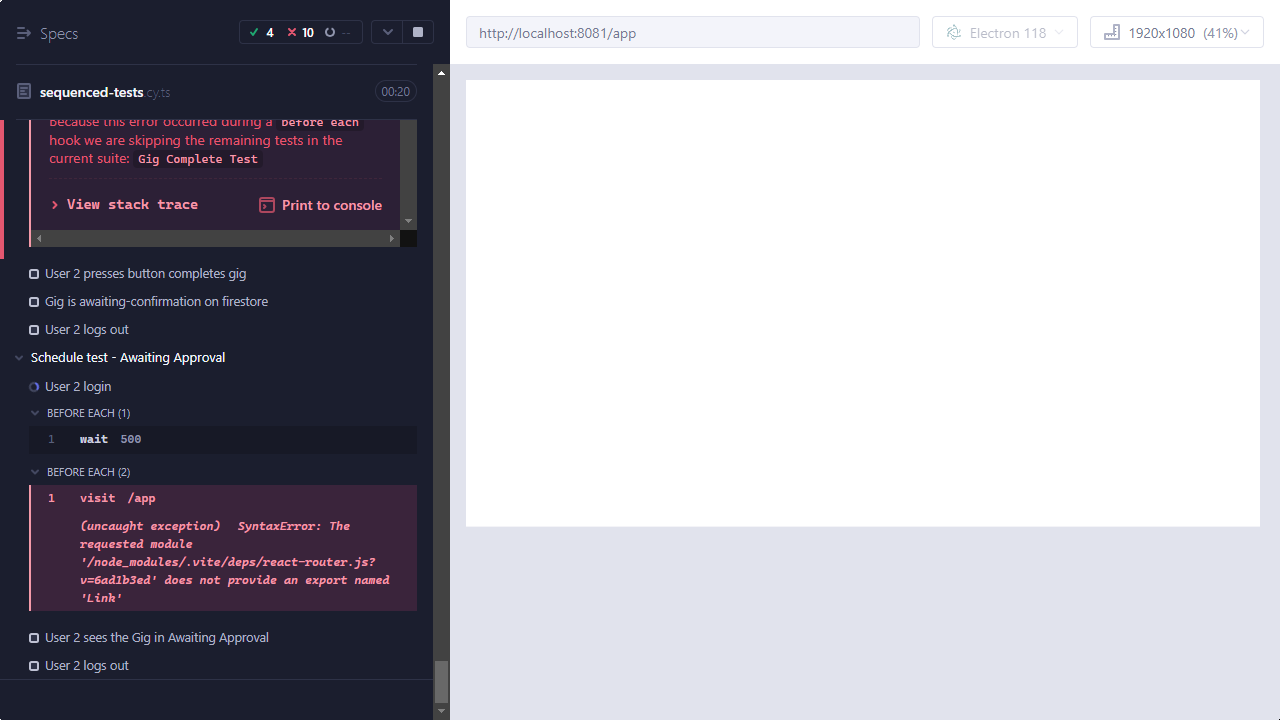 Specs
4 10 --
http://localhost:8081/app
Electron 118
1920x1080 (41%)
sequenced-tests.cy.ts
00:20
Because this error occurred during a before each
hook we are skipping the remaining tests in the
current suite: Gig Complete Test
View stack trace
Print to console
User 2 presses button completes gig
Gig is awaiting-confirmation on firestore
User 2 logs out
Schedule test - Awaiting Approval
User 2 login
BEFORE EACH (1)
1 wait 500
BEFORE EACH (2)
1 visit /app
(uncaught exception) SyntaxError: The
requested module
'/node_modules/.vite/deps/react-router.js?
v=6ad1b3ed' does not provide an export named
'Link'
User 2 sees the Gig in Awaiting Approval
User 2 logs out